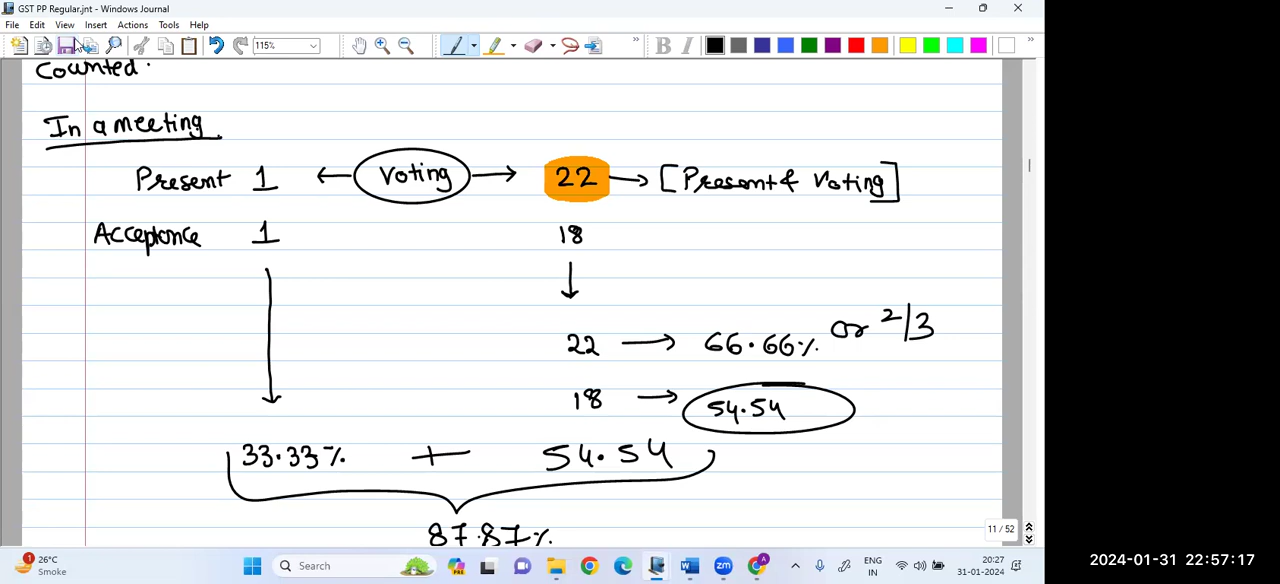 GST PP Regular.jnt - Windows Journal
File Edit View Insert Actions Tools Help
115%
B I
Counted.
In a meeting.
Present 1 ← Voting → 22 → [Present & Voting]
Acceptance 1 18
↓
22 → 66.66% or 2/3
18 → 54.54
33.33% + 54.54
87.87%
11 / 52
26°C
Smoke
Search
ENG
IN
20:27
31-01-2024
2024-01-31 22:57:17